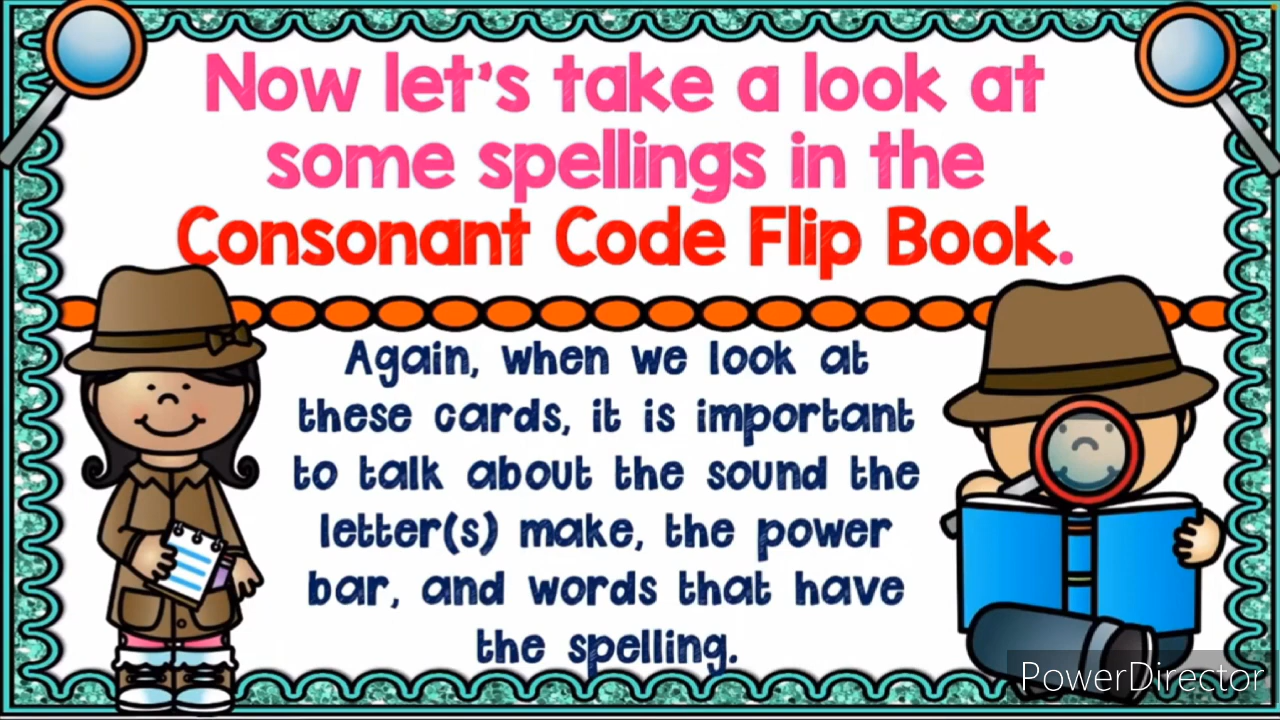 Now let's take a look at
some spellings in the
Consonant Code Flip Book.
Again, when we look at
these cards, it is important
to talk about the sound the
letter(s) make, the power
bar, and words that have
the spelling.
PowerDirector